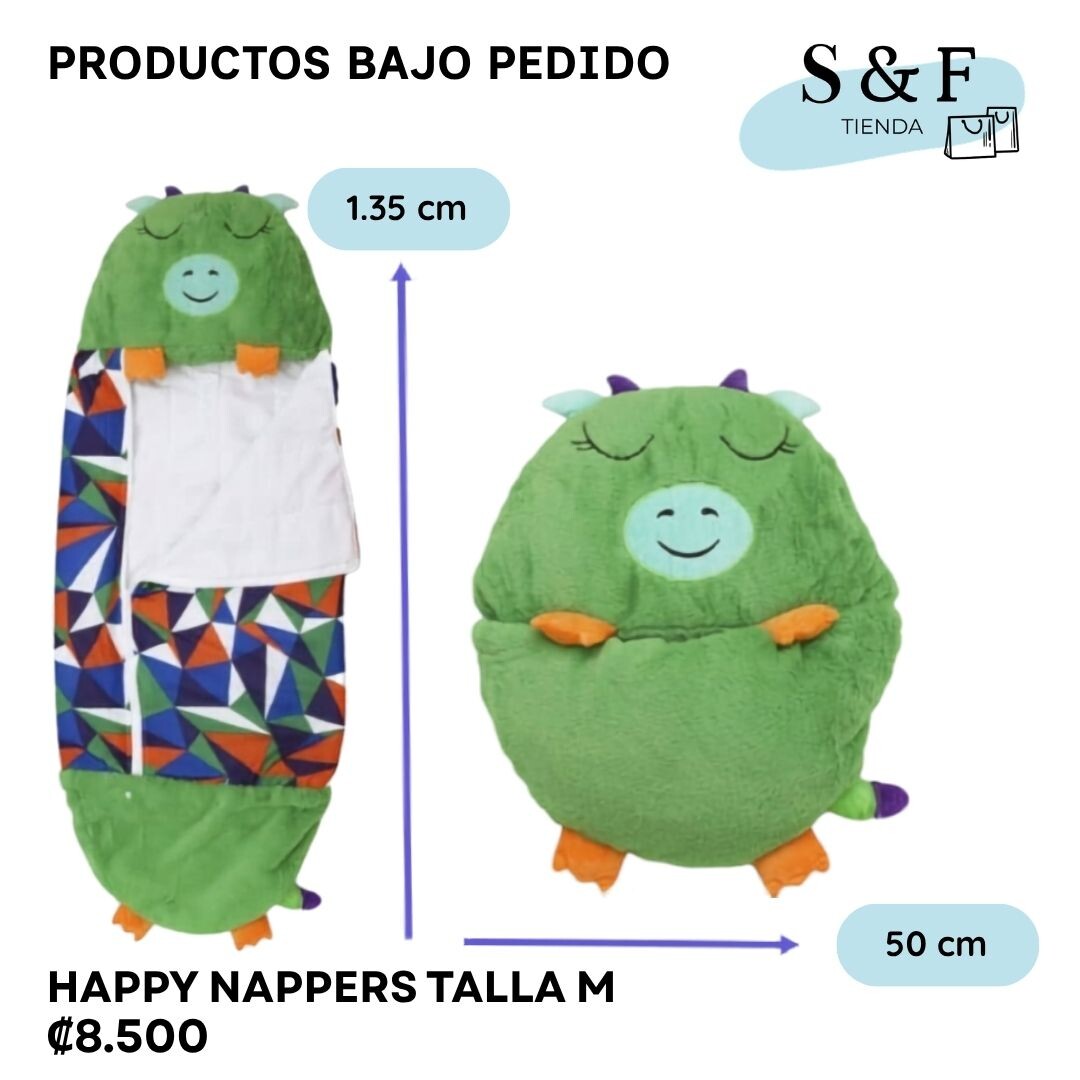 PRODUCTOS BAJO PEDIDO
S & F
TIENDA
1.35 cm
50 cm
HAPPY NAPPERS TALLA M
₡8.500